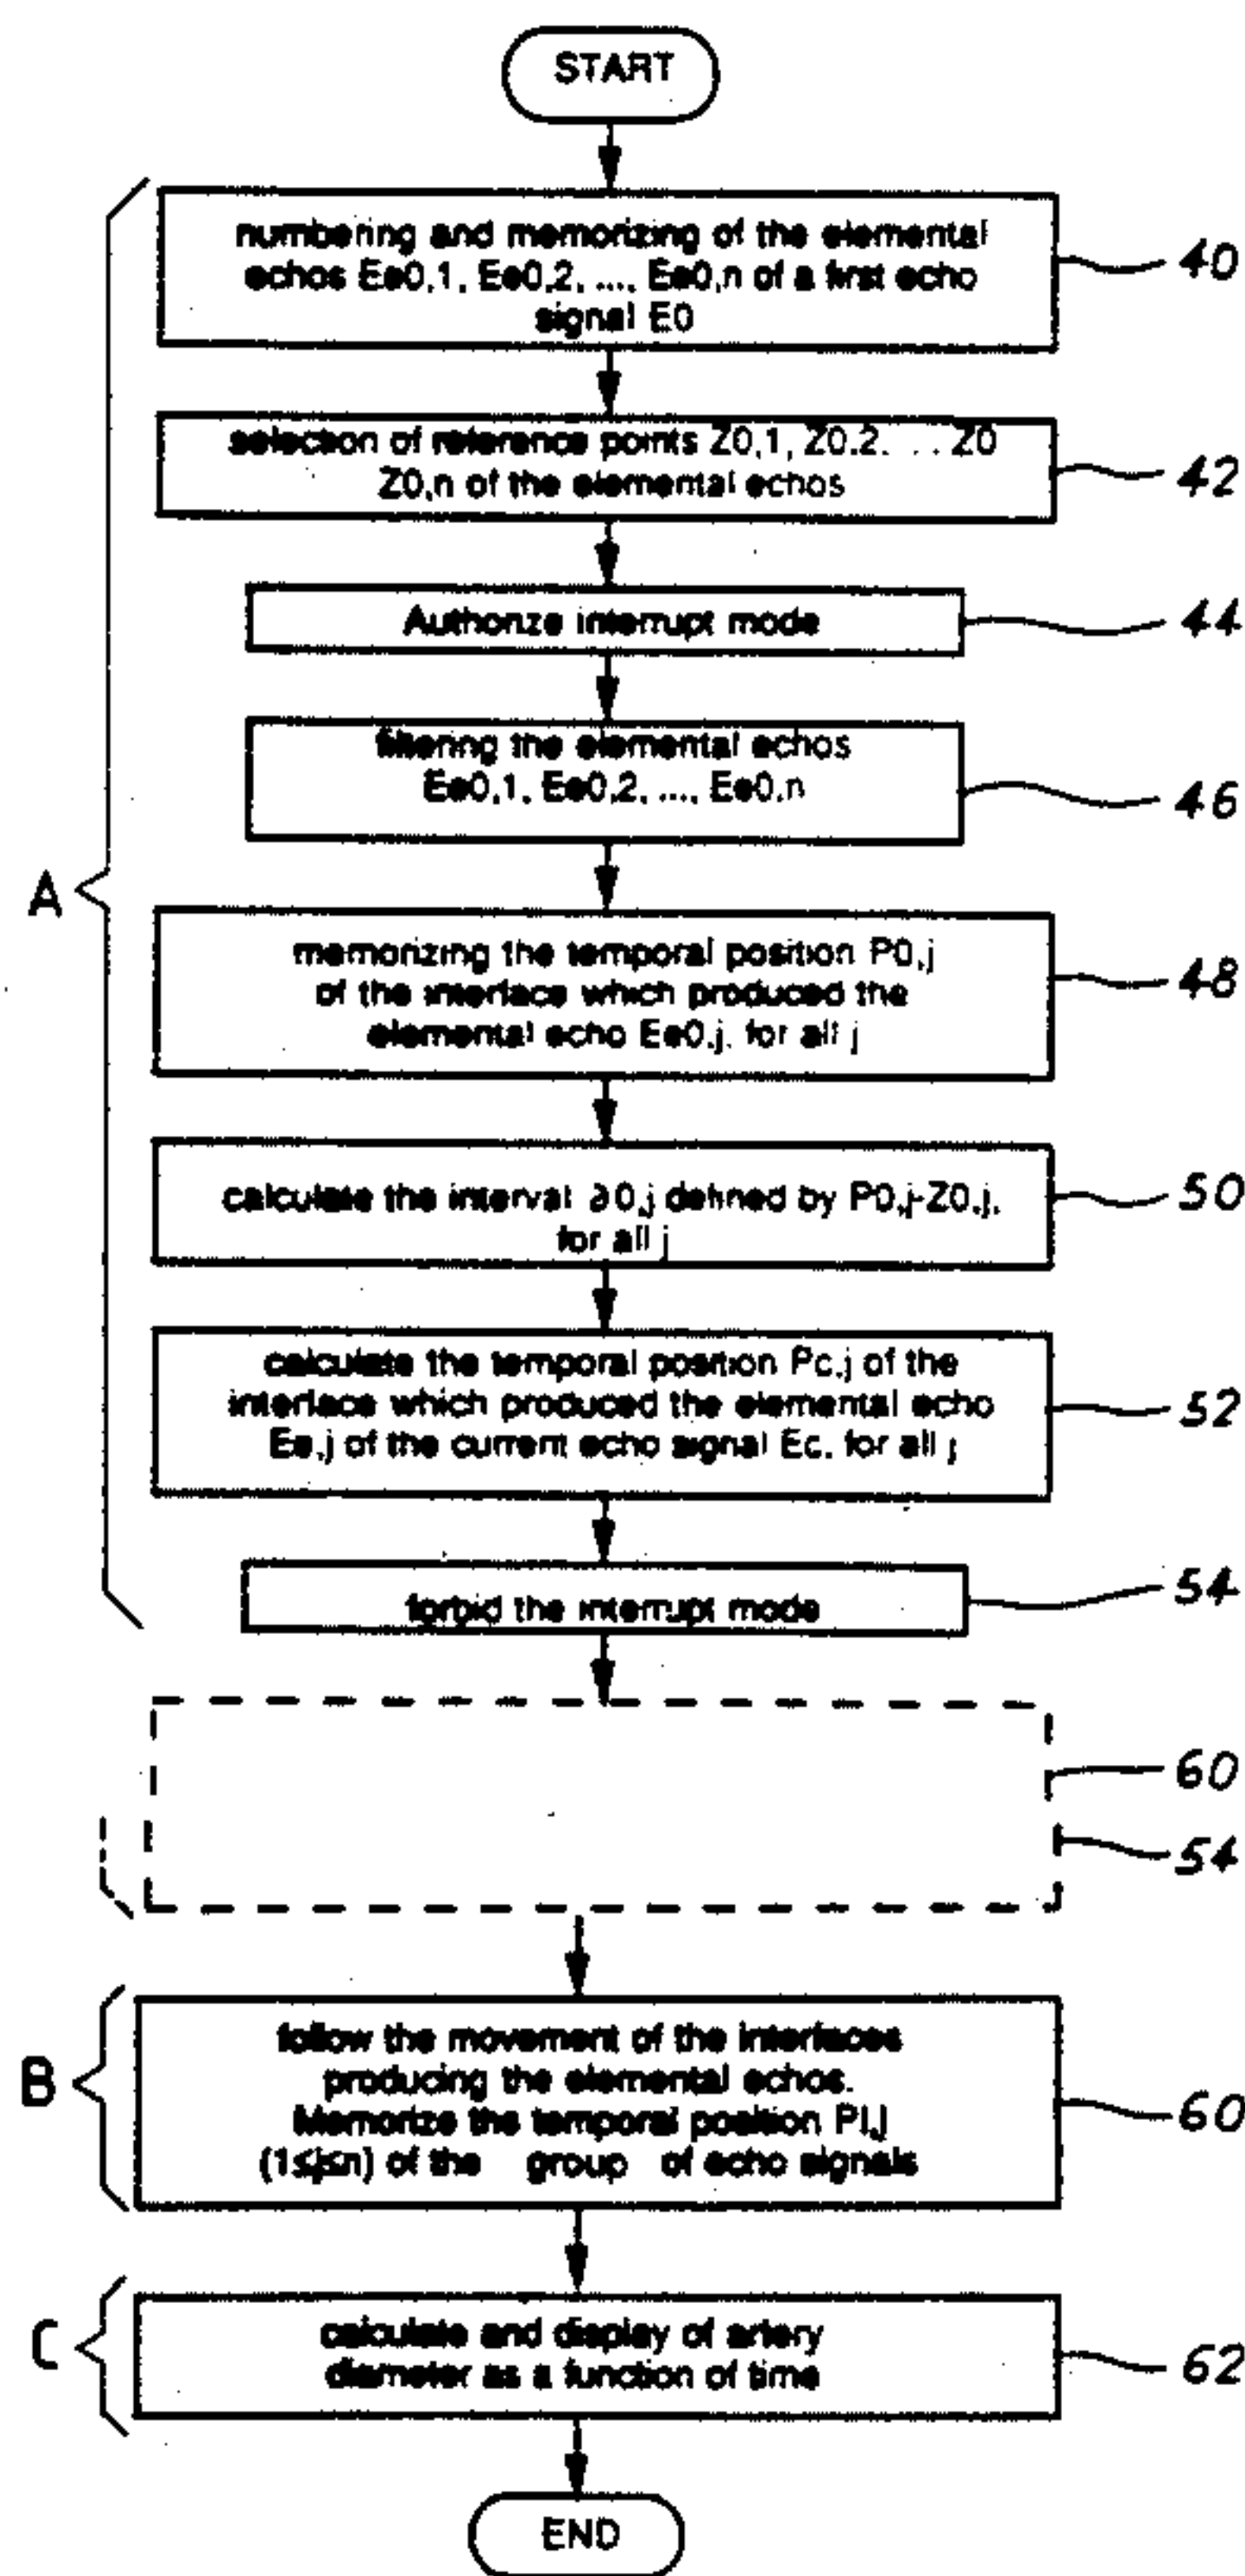 START
numbering and memorizing of the elemental
echos Ee0,1, Ee0,2, ..., Ee0,n of a first echo
signal E0
40
selection of reference points Z0,1, Z0,2, ... Z0
Z0,n of the elemental echos
42
Authorize interrupt mode
44
filtering the elemental echos
Ee0,1, Ee0,2, ..., Ee0,n
46
A
memorizing the temporal position P0,j
of the interface which produced the
elemental echo Ee0,j, for all j
48
calculate the interval ∂0,j defined by P0,j-Z0,j,
for all j
50
calculate the temporal position Pc,j of the
interface which produced the elemental echo
Ee,j of the current echo signal Ec, for all j
52
forbid the interrupt mode
54
60
54
B
follow the movement of the interfaces
producing the elemental echos.
Memorize the temporal position Pi,j
(1≤j≤n) of the group of echo signals
60
C
calculate and display of artery
diameter as a function of time
62
END